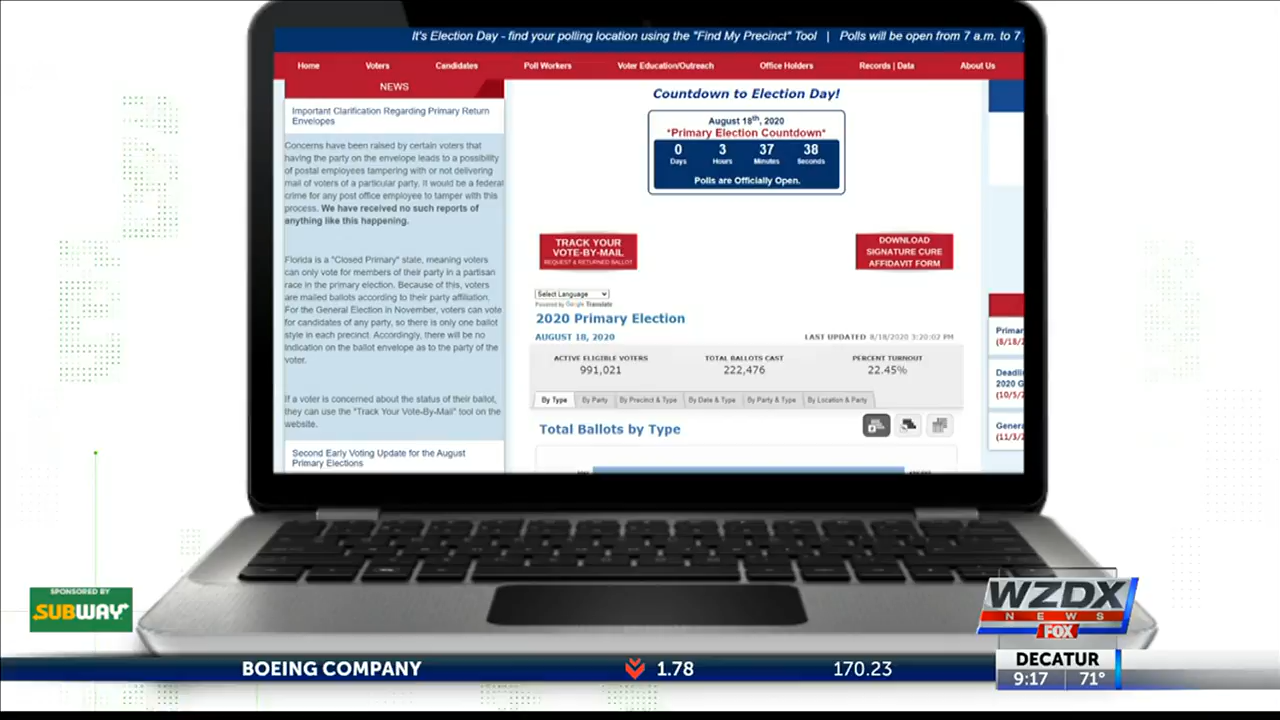 It's Election Day - find your polling location using the "Find My Precinct" Tool | Polls will be open from 7 a.m. to 7
Home Voters Candidates Poll Workers Voter Education/Outreach Office Holders Records | Data About Us
NEWS
Important Clarification Regarding Primary Return
Envelopes
Concerns have been raised by certain voters that
having the party on the envelope leads to a possibility
of postal employees tampering with or not delivering
mail of voters of a particular party. It would be a federal
crime for any post office employee to tamper with this
process. We have received no such reports of
anything like this happening.
Florida is a "Closed Primary" state, meaning voters
can only vote for members of their party in a partisan
race in the primary election. Because of this, voters
are mailed ballots according to their party affiliation.
For the General Election in November, voters can vote
for candidates of any party, so there is only one ballot
style in each precinct. Accordingly, there will be no
indication on the ballot envelope as to the party of the
voter.
If a voter is concerned about the status of their ballot,
they can use the "Track Your Vote-By-Mail" tool on the
website.
Second Early Voting Update for the August
Primary Elections
Countdown to Election Day!
August 18th, 2020
*Primary Election Countdown*
0 3 37 38
Days Hours Minutes Seconds
Polls are Officially Open.
TRACK YOUR
VOTE-BY-MAIL
REQUEST & RETURNED BALLOT
DOWNLOAD
SIGNATURE CURE
AFFIDAVIT FORM
Select Language
Powered by Google Translate
2020 Primary Election
AUGUST 18, 2020 LAST UPDATED 8/18/2020 3:20:02 PM
ACTIVE ELIGIBLE VOTERS TOTAL BALLOTS CAST PERCENT TURNOUT
991,021 222,476 22.45%
By Type By Party By Precinct & Type By Date & Type By Party & Type By Location & Party
Total Ballots by Type
Primar
(8/18/2
Deadli
2020 G
(10/5/2
Genera
(11/3/2
SPONSORED BY
SUBWAY
WZDX
NEWS
FOX
BOEING COMPANY 1.78 170.23
DECATUR
9:17 71°